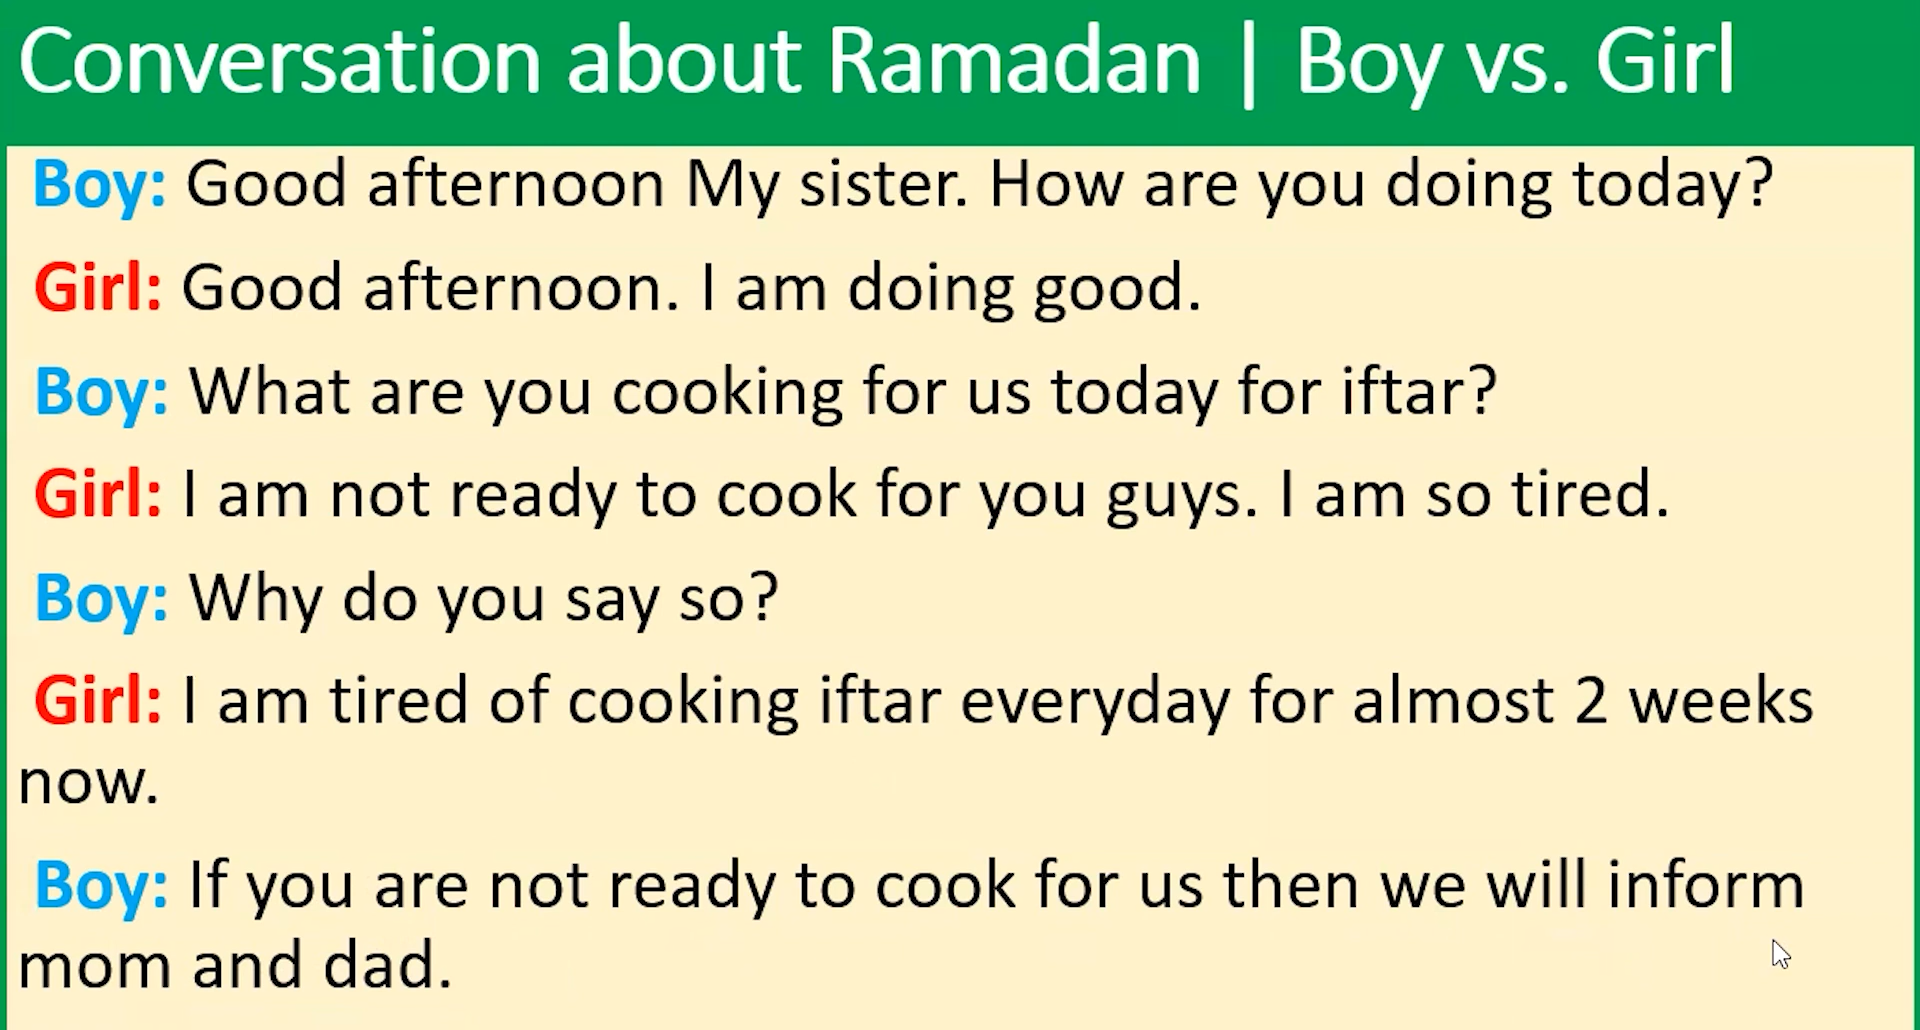 Conversation about Ramadan | Boy vs. Girl
Boy: Good afternoon My sister. How are you doing today?
Girl: Good afternoon. I am doing good.
Boy: What are you cooking for us today for iftar?
Girl: I am not ready to cook for you guys. I am so tired.
Boy: Why do you say so?
Girl: I am tired of cooking iftar everyday for almost 2 weeks
now.
Boy: If you are not ready to cook for us then we will inform
mom and dad.